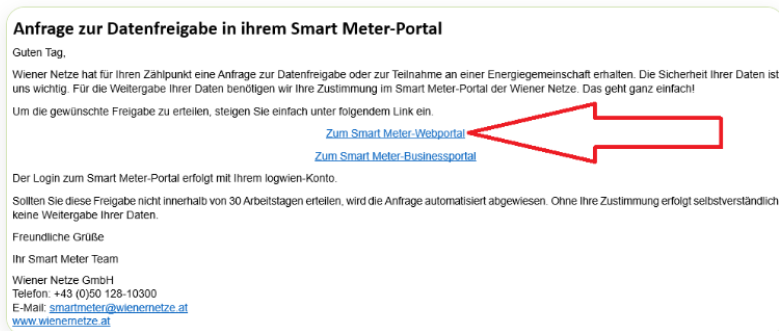 Anfrage zur Datenfreigabe in ihrem Smart Meter-Portal
Guten Tag,
Wiener Netze hat für Ihren Zählpunkt eine Anfrage zur Datenfreigabe oder zur Teilnahme an einer Energiegemeinschaft erhalten. Die Sicherheit Ihrer Daten ist
uns wichtig. Für die Weitergabe Ihrer Daten benötigen wir Ihre Zustimmung im Smart Meter-Portal der Wiener Netze. Das geht ganz einfach!
Um die gewünschte Freigabe zu erteilen, steigen Sie einfach unter folgendem Link ein.
Zum Smart Meter-Webportal
Zum Smart Meter-Businessportal
Der Login zum Smart Meter-Portal erfolgt mit Ihrem logwien-Konto.
Sollten Sie diese Freigabe nicht innerhalb von 30 Arbeitstagen erteilen, wird die Anfrage automatisiert abgewiesen. Ohne Ihre Zustimmung erfolgt selbstverständlich
keine Weitergabe Ihrer Daten.
Freundliche Grüße
Ihr Smart Meter Team
Wiener Netze GmbH
Telefon: +43 (0)50 128-10300
E-Mail: smartmeter@wienernetze.at
www.wienernetze.at